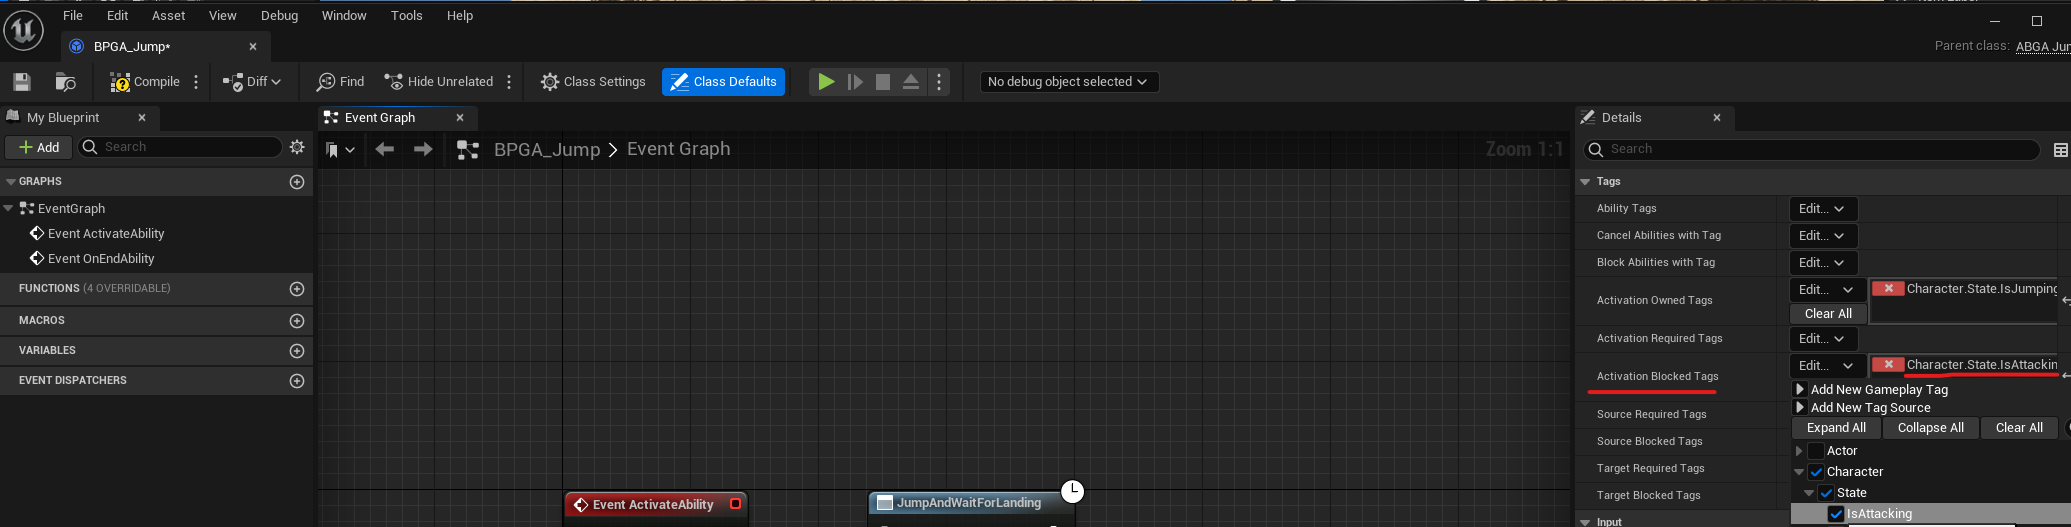 File Edit Asset View Debug Window Tools Help
BPGA_Jump*
Parent class: ABGA Jum
Compile Diff Find Hide Unrelated Class Settings Class Defaults No debug object selected
My Blueprint
Event Graph
Details
Add Search
BPGA_Jump > Event Graph
Zoom 1:1
Search
GRAPHS
EventGraph
Event ActivateAbility
Event OnEndAbility
FUNCTIONS (4 OVERRIDABLE)
MACROS
VARIABLES
EVENT DISPATCHERS
Event ActivateAbility
JumpAndWaitForLanding
Tags
Ability Tags Edit...
Cancel Abilities with Tag Edit...
Block Abilities with Tag Edit...
Activation Owned Tags Edit... Character.State.IsJumping
Clear All
Activation Required Tags Edit...
Activation Blocked Tags Edit... Character.State.IsAttackin
Add New Gameplay Tag
Add New Tag Source
Expand All Collapse All Clear All
Source Required Tags
Source Blocked Tags
Target Required Tags
Target Blocked Tags
Input
Actor
Character
State
IsAttacking